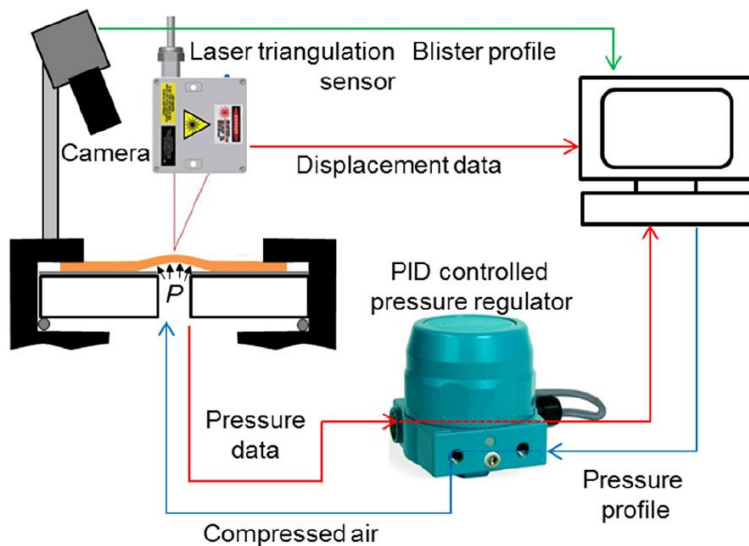 Laser triangulation
sensor
Blister profile
Camera
Displacement data
P
PID controlled
pressure regulator
Pressure
data
Pressure
profile
Compressed air